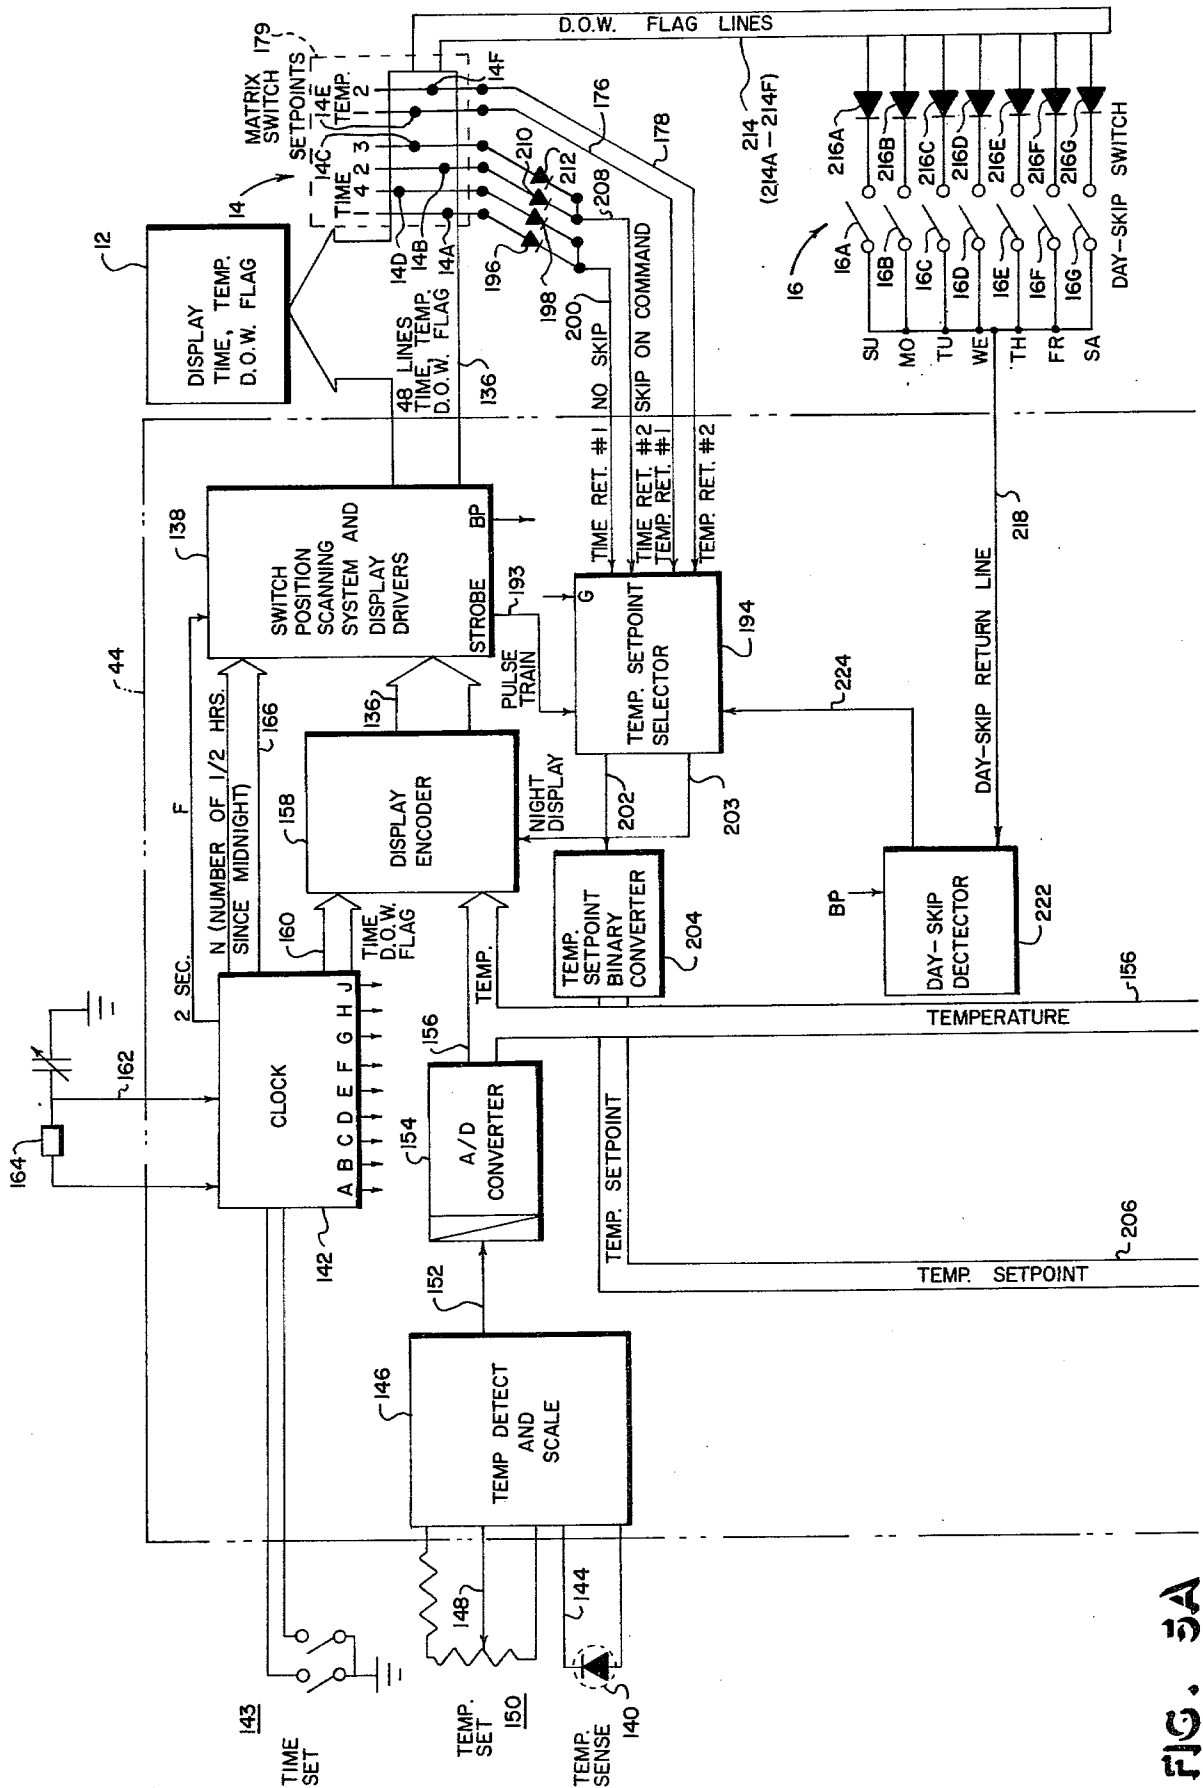 FIG. 5A
TIME
SET
143
TEMP.
SET
150
TEMP.
SENSE
140
148
144
164
162
44
CLOCK
142
A B C D E F G H J
2 SEC.
F
N (NUMBER OF 1/2 HRS.
SINCE MIDNIGHT)
166
160
TIME
D.O.W.
FLAG
TEMP DETECT
AND
SCALE
146
152
A/D
CONVERTER
154
156
TEMP.
DISPLAY
ENCODER
158
136
NIGHT
DISPLAY
SWITCH
POSITION
SCANNING
SYSTEM AND
DISPLAY
DRIVERS
138
STROBE
BP
193
PULSE
TRAIN
DISPLAY
TIME, TEMP.
D.O.W. FLAG
12
48 LINES
TIME, TEMP.
D.O.W. FLAG
136
MATRIX
SWITCH
179
SETPOINTS
14
TIME
TEMP.
1 4 2 3 1 2
14A
14B
14C
14D
14E
14F
196
198
210
212
200
208
176
178
TIME RET. #1 NO SKIP
TIME RET. #2 SKIP ON COMMAND
TEMP. RET. #1
TEMP. RET. #2
TEMP. SETPOINT
SELECTOR
G
194
202
203
224
TEMP.
SETPOINT
BINARY
CONVERTER
204
TEMP. SETPOINT
TEMP. SETPOINT
206
TEMPERATURE
156
DAY-SKIP
DECTECTOR
BP
222
DAY-SKIP RETURN LINE
218
D.O.W. FLAG LINES
214
(214A-214F)
16
SU
MO
TU
WE
TH
FR
SA
16A
16B
16C
16D
16E
16F
16G
216A
216B
216C
216D
216E
216F
216G
DAY-SKIP SWITCH